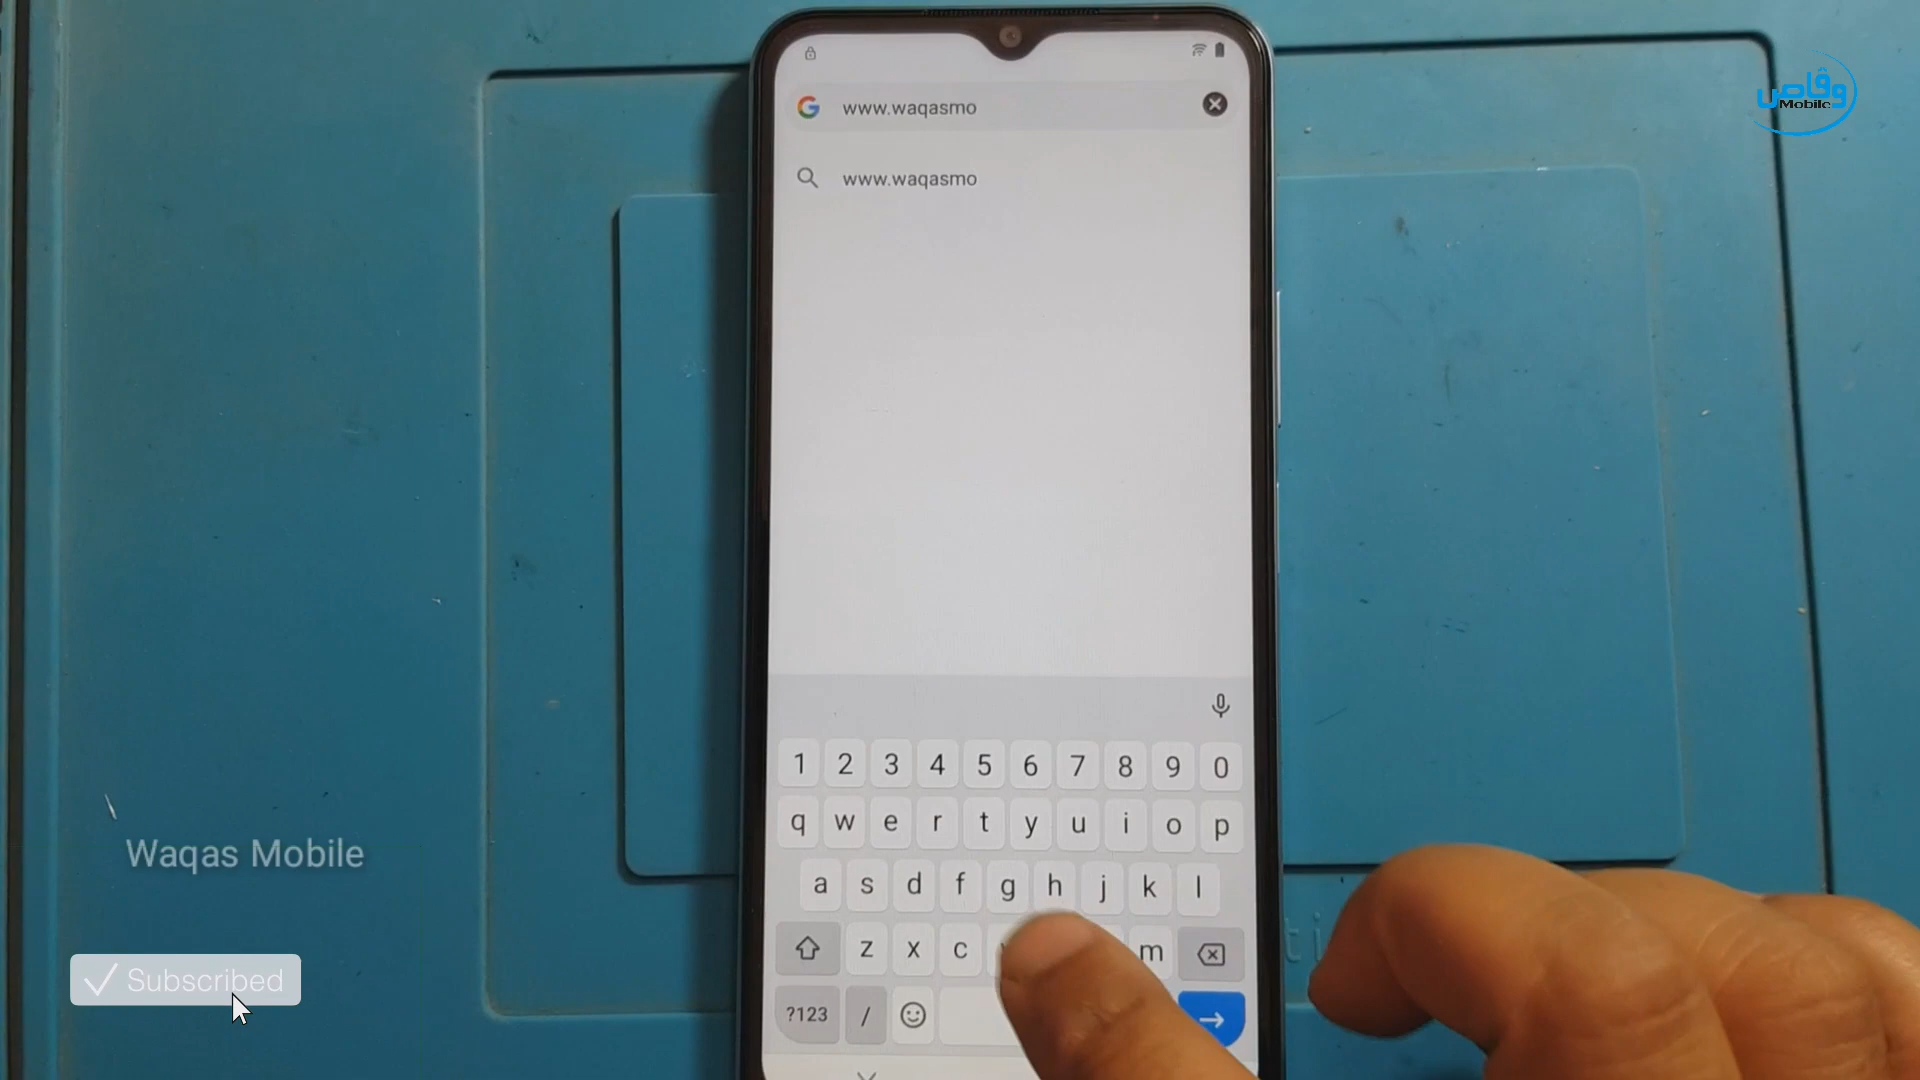 www.waqasmo
www.waqasmo
وقاص
Mobile
1 2 3 4 5 6 7 8 9 0
q w e r t y u i o p
a s d f g h j k l
z x c m
?123 /
Waqas Mobile
Subscribed